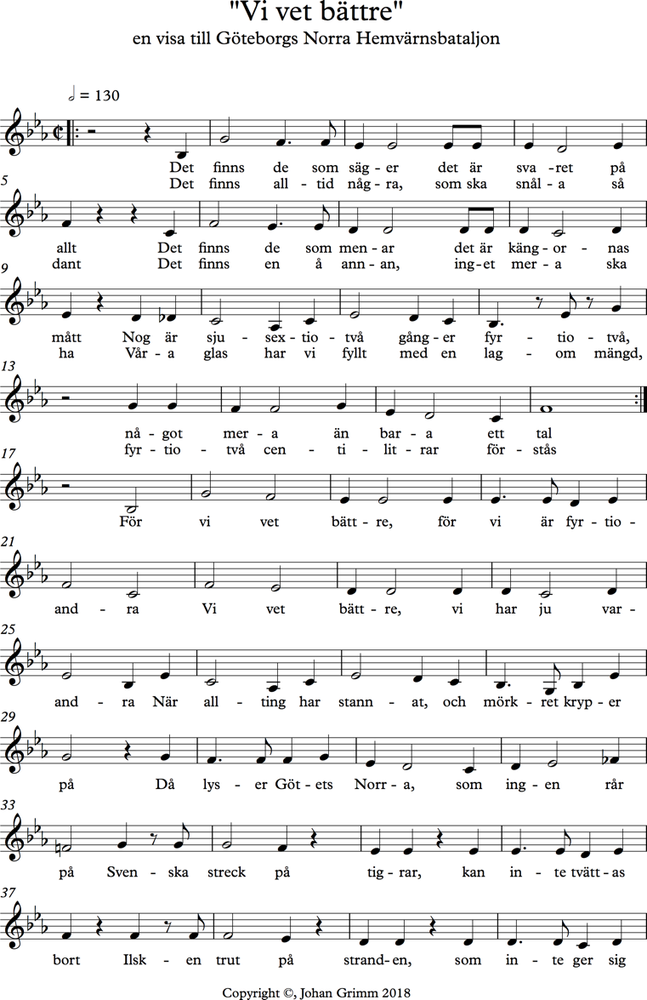 "Vi vet bättre"
en visa till Göteborgs Norra Hemvärnsbataljon
= 130
Det finns de som säg - er det är sva - ret på
Det finns all - tid någ - ra, som ska snål - a så
5
allt Det finns de som men - ar det är käng - or - nas
dant Det finns en å ann - an, ing - et mer - a ska
9
mått Nog är sju - sex - tio - två gång - er fyr - tio - två,
ha Vår - a glas har vi fyllt med en lag - om mängd,
13
nå - got mer - a än bar - a ett tal
fyr - tio - två cen - ti - lit - rar för - stås
17
För vi vet bätt - re, för vi är fyr - tio -
21
and - ra Vi vet bätt - re, vi har ju var -
25
and - ra När all - ting har stann - at, och mörk - ret kryp - er
29
på Då lys - er Göt - ets Norr - a, som ing - en rår
33
på Sven - ska streck på tig - rar, kan in - te tvätt - as
37
bort Ilsk - en trut på strand - en, som in - te ger sig
Copyright ©, Johan Grimm 2018